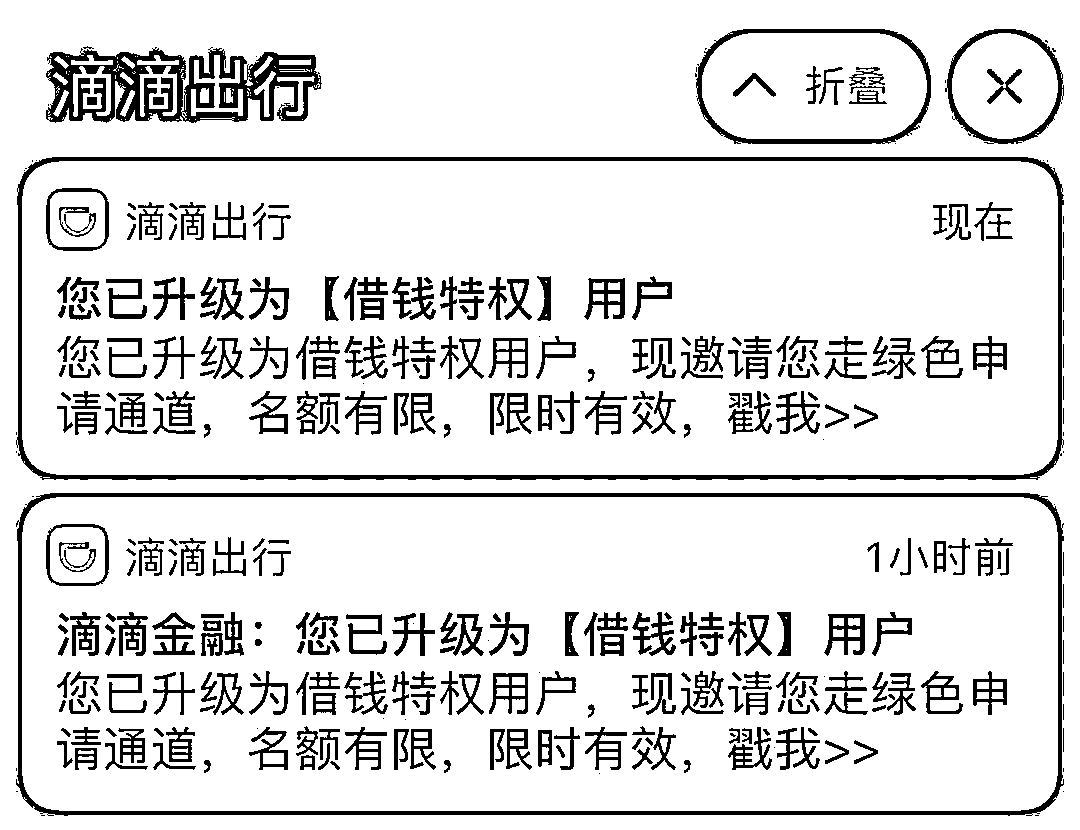 滴滴出行
折叠
滴滴出行 现在
您已升级为【借钱特权】用户
您已升级为借钱特权用户，现邀请您走绿色申
请通道，名额有限，限时有效，戳我>>
滴滴出行 1小时前
滴滴金融：您已升级为【借钱特权】用户
您已升级为借钱特权用户，现邀请您走绿色申
请通道，名额有限，限时有效，戳我>>